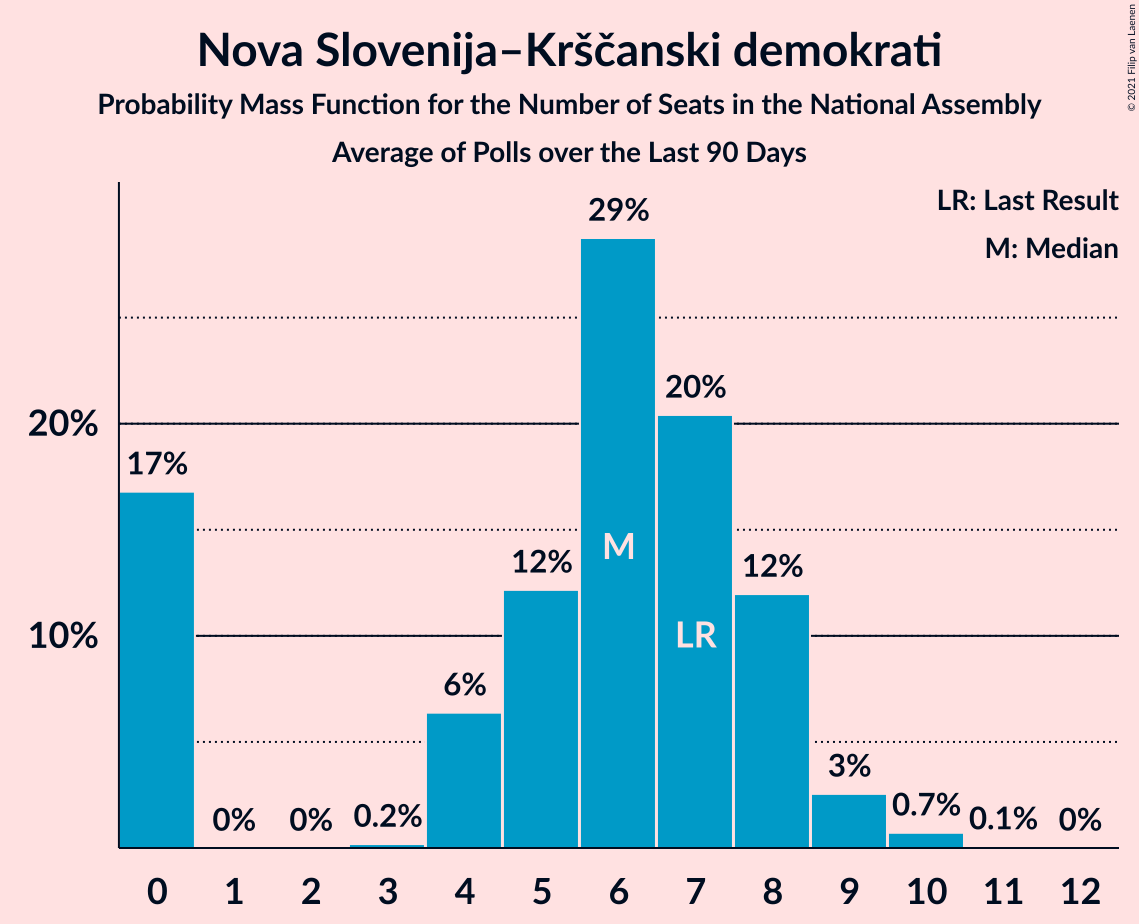 Nova Slovenija–Krščanski demokrati
Probability Mass Function for the Number of Seats in the National Assembly
Average of Polls over the Last 90 Days
© 2021 Filip van Laenen
LR: Last Result
M: Median
29%
20%
20%
17%
M
12%
12%
10%
LR
6%
3%
0%
0%
0.2%
0.7%
0.1%
0%
0 1 2 3 4 5 6 7 8 9 10 11 12